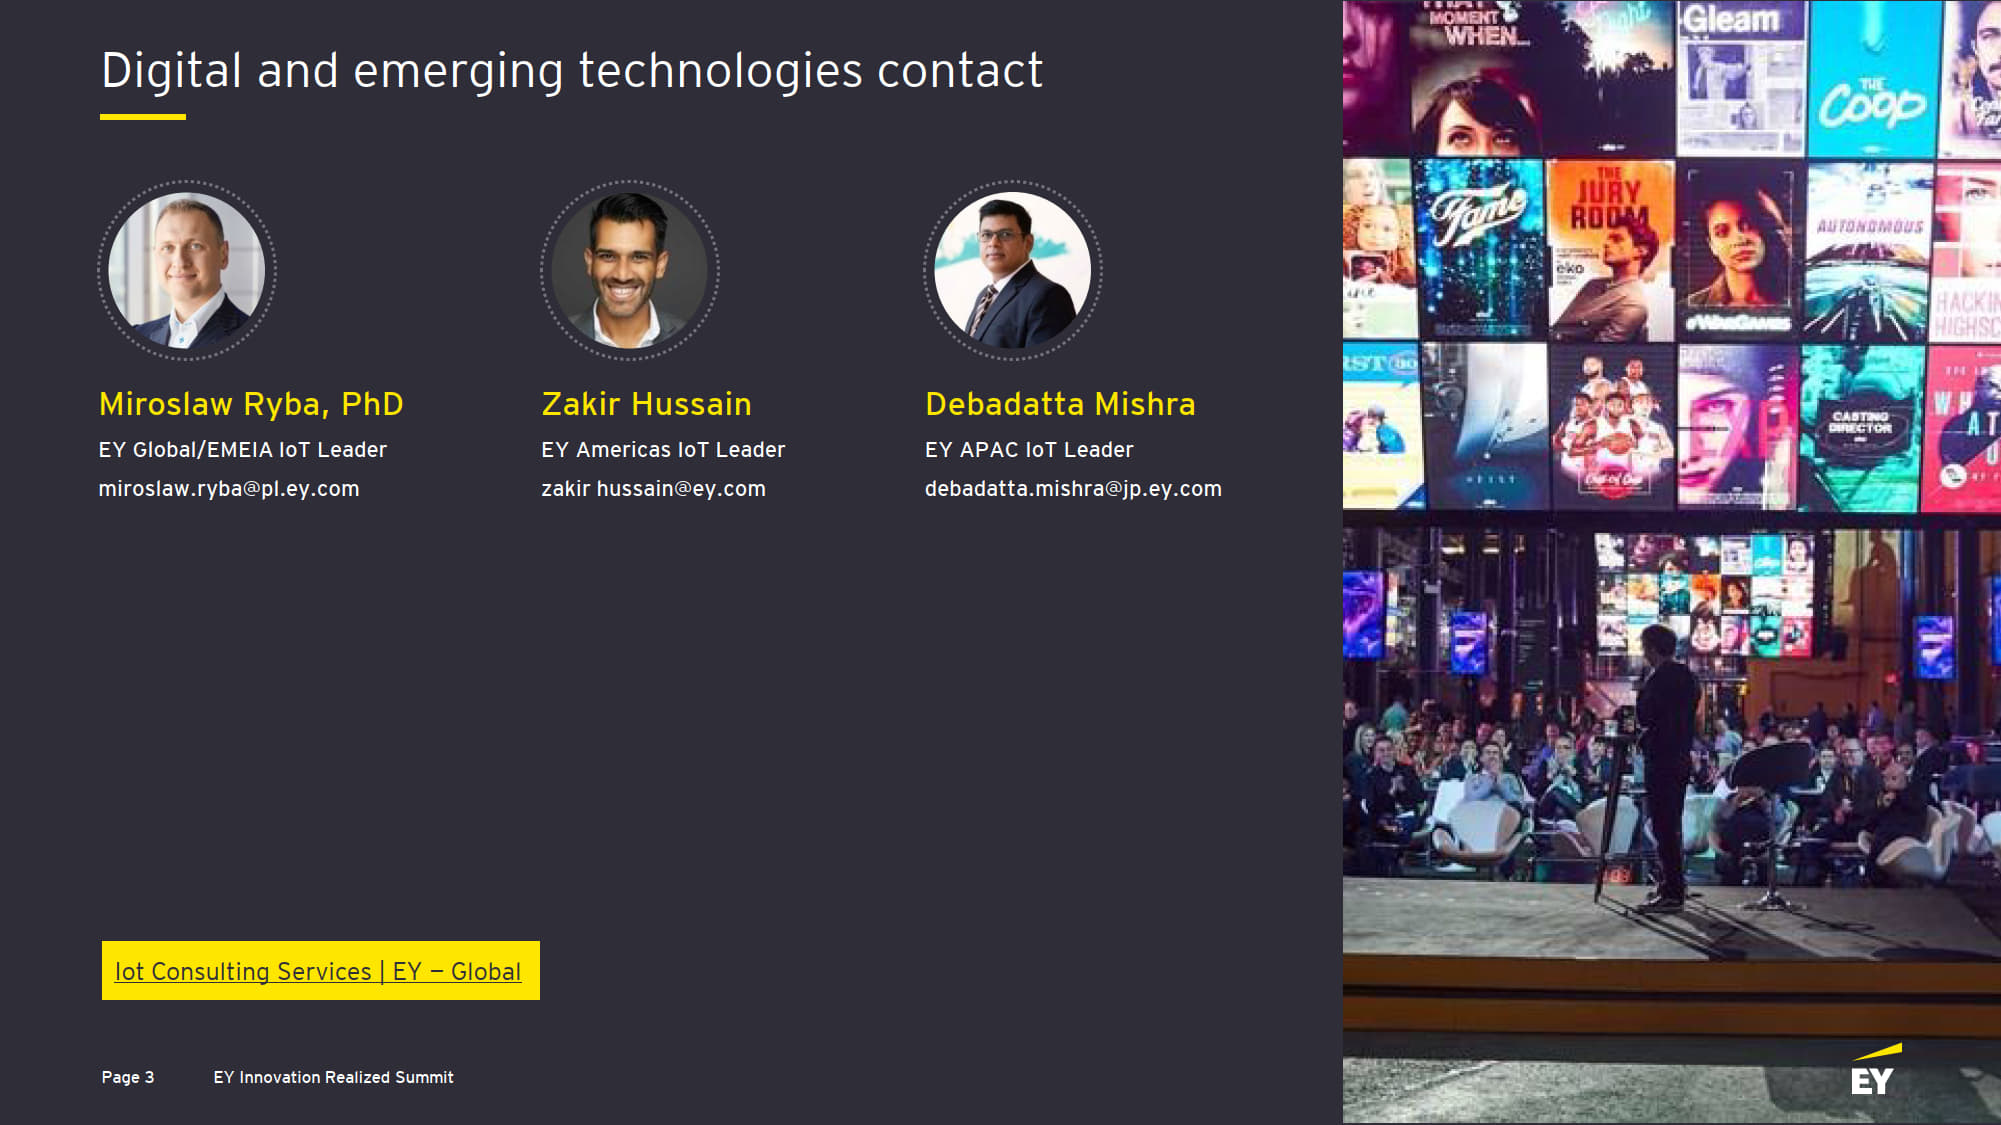 Digital and emerging technologies contact
Miroslaw Ryba, PhD
EY Global/EMEIA IoT Leader
miroslaw.ryba@pl.ey.com
Zakir Hussain
EY Americas IoT Leader
zakir hussain@ey.com
Debadatta Mishra
EY APAC IoT Leader
debadatta.mishra@jp.ey.com
Iot Consulting Services | EY – Global
Page 3 EY Innovation Realized Summit
THAT
MOMENT
WHEN...
Gleam
THE
Coop
Fame
THE
JURY
ROOM
eko
#WARGAMES
AUTONOMOUS
HACKIN
HIGHSC
RST
CASTING
DIRECTOR
EY